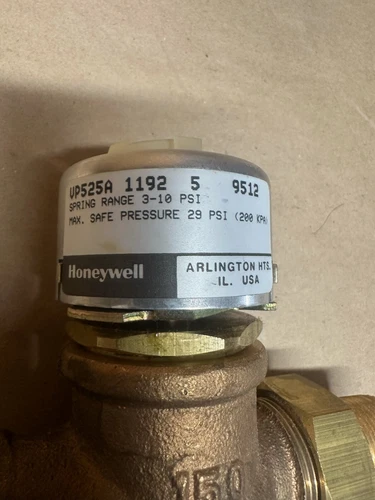 VP525A 1192 5 9512
SPRING RANGE 3-10 PSI
MAX. SAFE PRESSURE 29 PSI (200 KPA)
Honeywell
ARLINGTON HTS.
IL. USA
150